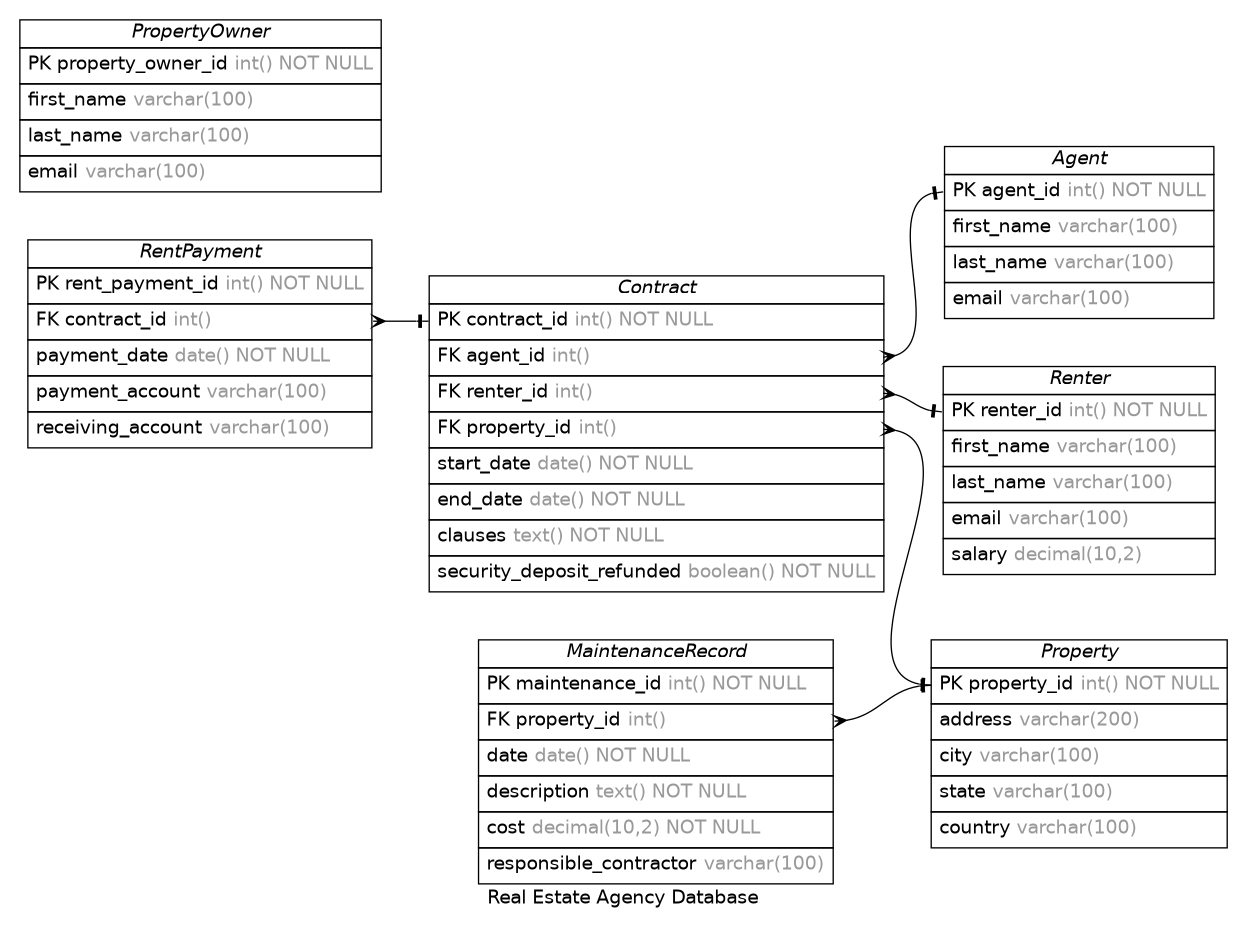 PropertyOwner
PK property_owner_id int() NOT NULL
first_name varchar(100)
last_name varchar(100)
email varchar(100)
RentPayment
PK rent_payment_id int() NOT NULL
FK contract_id int()
payment_date date() NOT NULL
payment_account varchar(100)
receiving_account varchar(100)
Contract
PK contract_id int() NOT NULL
FK agent_id int()
FK renter_id int()
FK property_id int()
start_date date() NOT NULL
end_date date() NOT NULL
clauses text() NOT NULL
security_deposit_refunded boolean() NOT NULL
Agent
PK agent_id int() NOT NULL
first_name varchar(100)
last_name varchar(100)
email varchar(100)
Renter
PK renter_id int() NOT NULL
first_name varchar(100)
last_name varchar(100)
email varchar(100)
salary decimal(10,2)
MaintenanceRecord
PK maintenance_id int() NOT NULL
FK property_id int()
date date() NOT NULL
description text() NOT NULL
cost decimal(10,2) NOT NULL
responsible_contractor varchar(100)
Property
PK property_id int() NOT NULL
address varchar(200)
city varchar(100)
state varchar(100)
country varchar(100)
Real Estate Agency Database